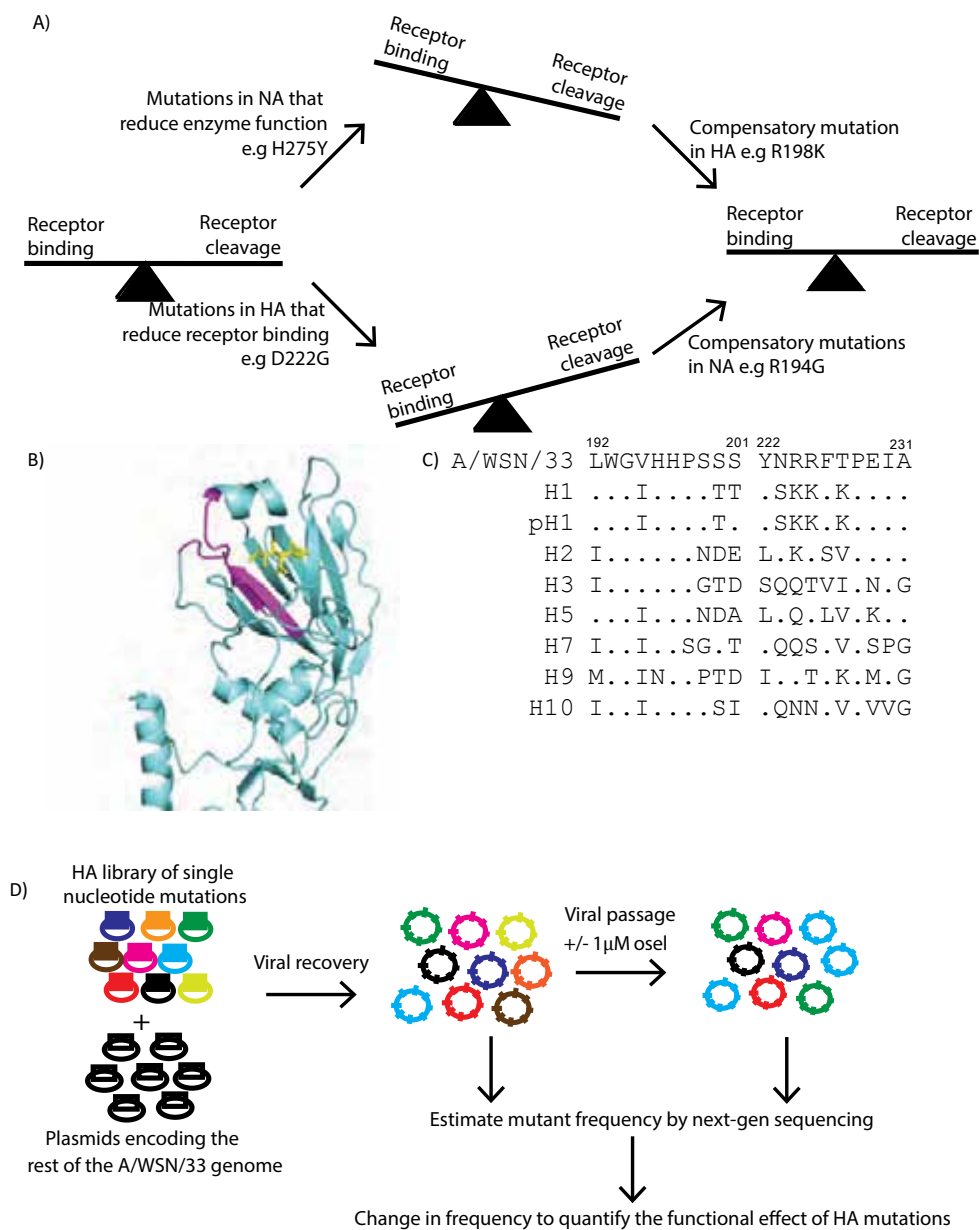 A)
Receptor
binding
Receptor
cleavage
Mutations in NA that
reduce enzyme function
e.g H275Y
Compensatory mutation
in HA e.g R198K
Receptor
binding
Receptor
cleavage
Receptor
binding
Receptor
cleavage
Mutations in HA that
reduce receptor binding
e.g D222G
Receptor
binding
Receptor
cleavage
Compensatory mutations
in NA e.g R194G
B)
C)
192 201 222 231
A/WSN/33 LWGVHHPSSS YNRRFTPEIA
H1 ...I....TT .SKK.K....
pH1 ...I....T. .SKK.K....
H2 I......NDE L.K.SV....
H3 I......GTD SQQTVI.N.G
H5 ...I...NDA L.Q.LV.K..
H7 I..I..SG.T .QQS.V.SPG
H9 M..IN..PTD I..T.K.M.G
H10 I..I....SI .QNN.V.VVG
D)
HA library of single
nucleotide mutations
Viral recovery
Viral passage
+/- 1μM osel
+
Plasmids encoding the
rest of the A/WSN/33 genome
Estimate mutant frequency by next-gen sequencing
Change in frequency to quantify the functional effect of HA mutations